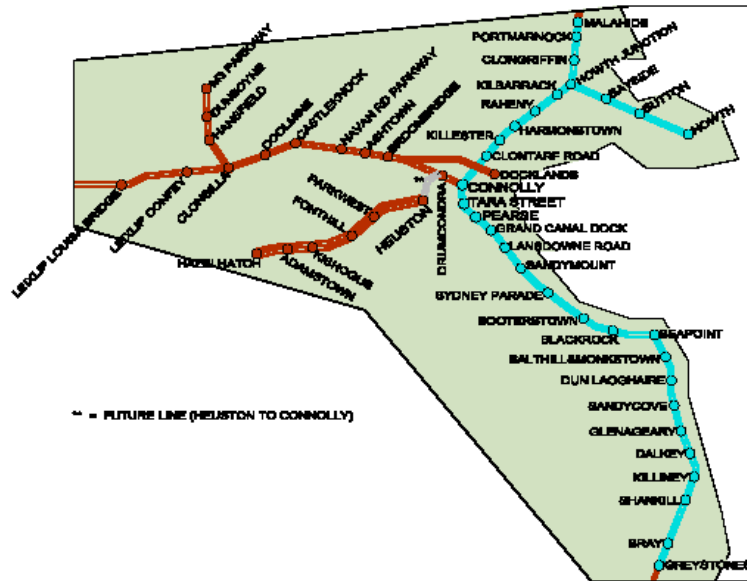 MALAHIDE
PORTMARNOCK
CLONGRIFFIN
HOWTH JUNCTION
KILBARRACK
BAYSIDE
SUTTON
HOWTH
RAHENY
HARMONSTOWN
KILLESTER
CLONTARF ROAD
DOCKLANDS
CONNOLLY
TARA STREET
PEARSE
GRAND CANAL DOCK
LANSDOWNE ROAD
SANDYMOUNT
SYDNEY PARADE
BOOTERSTOWN
BLACKROCK
SEAPOINT
SALTHILL&MONKSTOWN
DUN LAOGHAIRE
SANDYCOVE
GLENAGEARY
DALKEY
KILLINEY
SHANKILL
BRAY
GREYSTONES
M3 PARKWAY
DUNBOYNE
HANSFIELD
COOLMINE
CASTLEKNOCK
NAVAN RD PARKWAY
ASHTOWN
BROOMBRIDGE
CLONSILLA
LEIXLIP CONFEY
LEIXLIP LOUISA BRIDGE
**
DRUMCONDRA
HEUSTON
PARKWEST
FONTHILL
KISHOGUE
ADAMSTOWN
HAZELHATCH
** = FUTURE LINE (HEUSTON TO CONNOLLY)